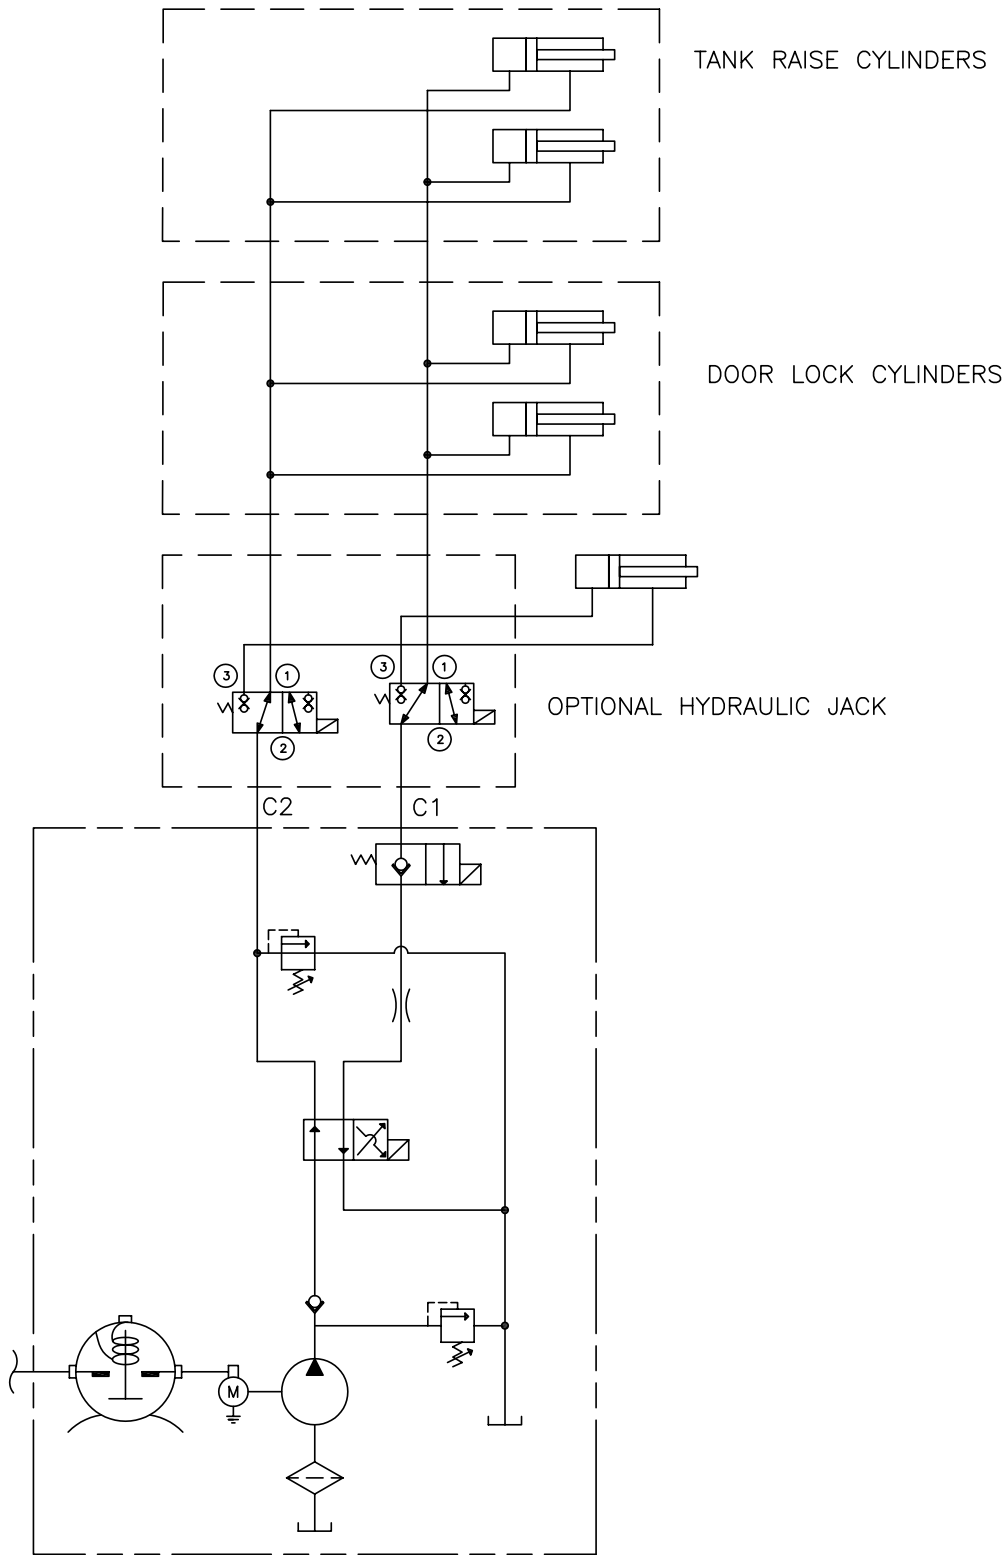 TANK RAISE CYLINDERS
DOOR LOCK CYLINDERS
3
1
3
1
OPTIONAL HYDRAULIC JACK
2
2
C2
C1
M